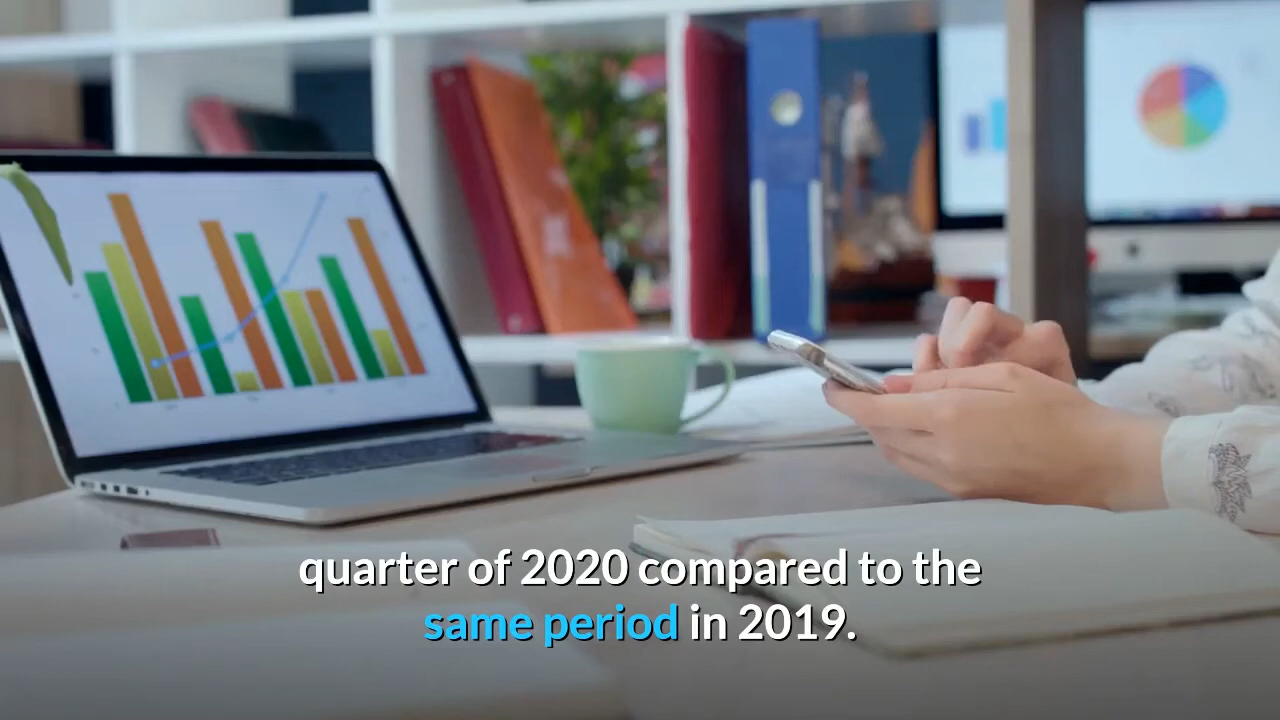 quarter of 2020 compared to the
same period in 2019.